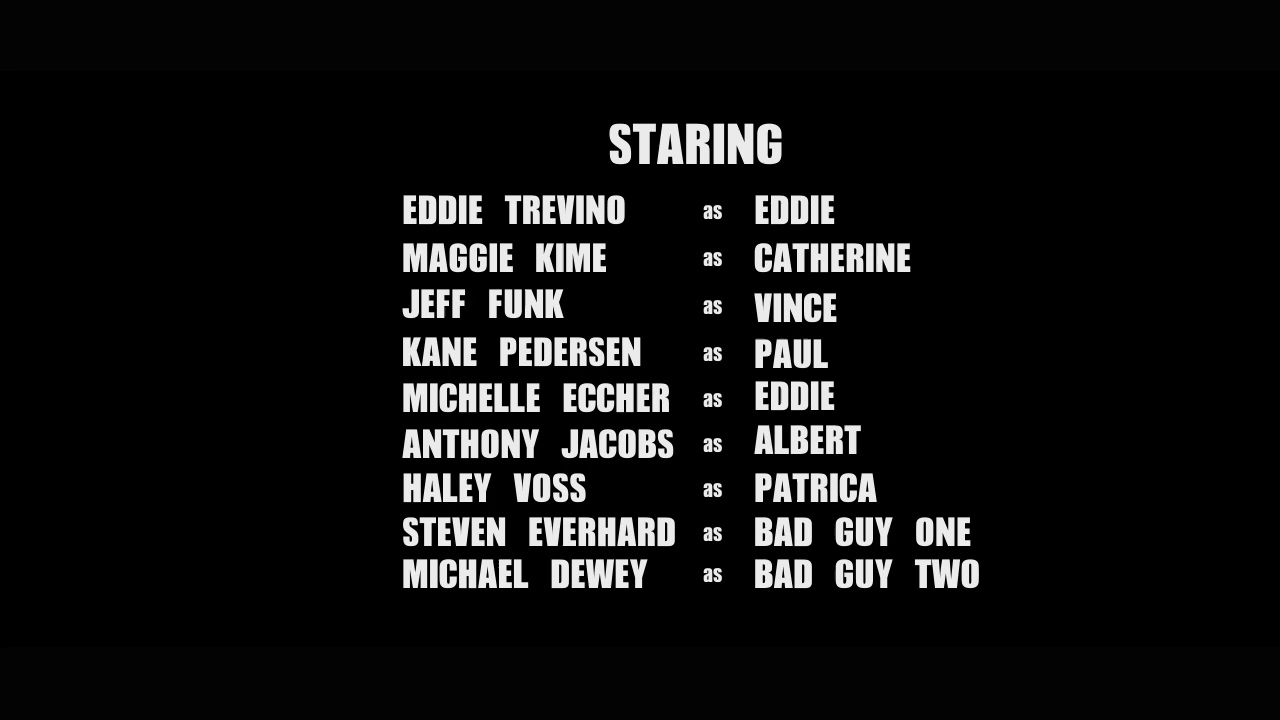 STARING
EDDIE TREVINO as EDDIE
MAGGIE KIME as CATHERINE
JEFF FUNK as VINCE
KANE PEDERSEN as PAUL
MICHELLE ECCHER as EDDIE
ANTHONY JACOBS as ALBERT
HALEY VOSS as PATRICA
STEVEN EVERHARD as BAD GUY ONE
MICHAEL DEWEY as BAD GUY TWO